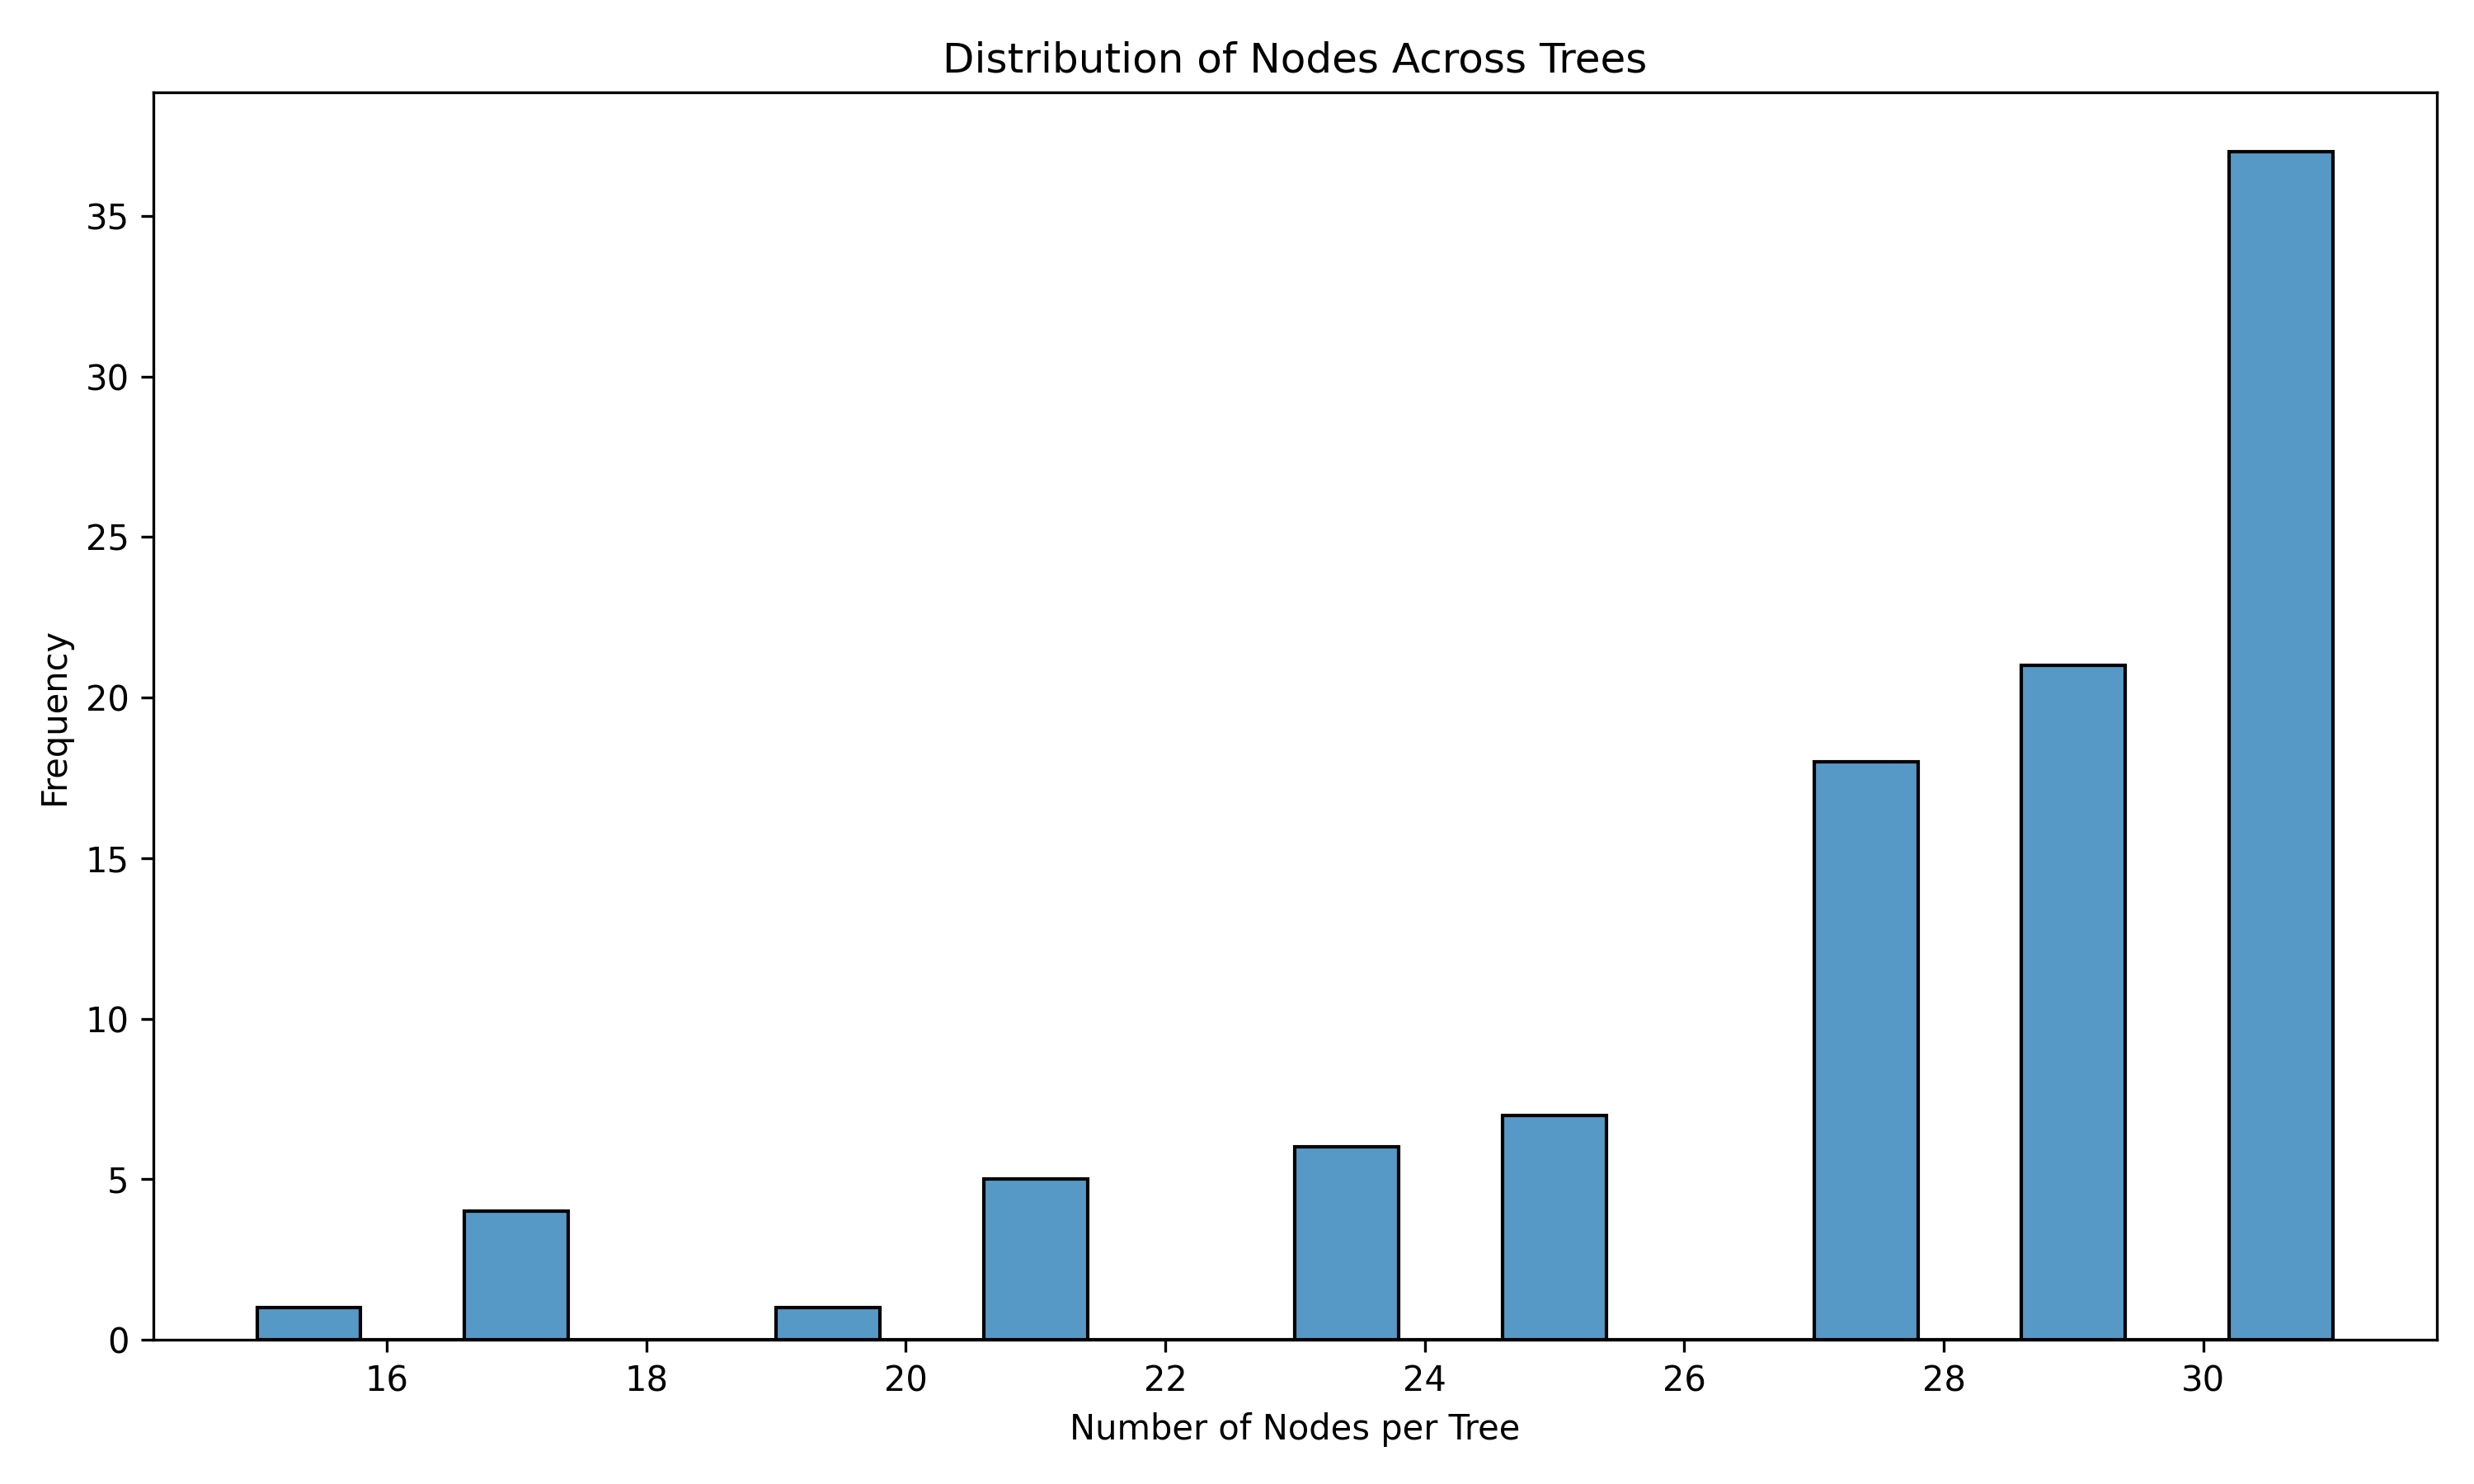 Distribution of Nodes Across Trees
Frequency
35
30
25
20
15
10
5
0
16 18 20 22 24 26 28 30
Number of Nodes per Tree